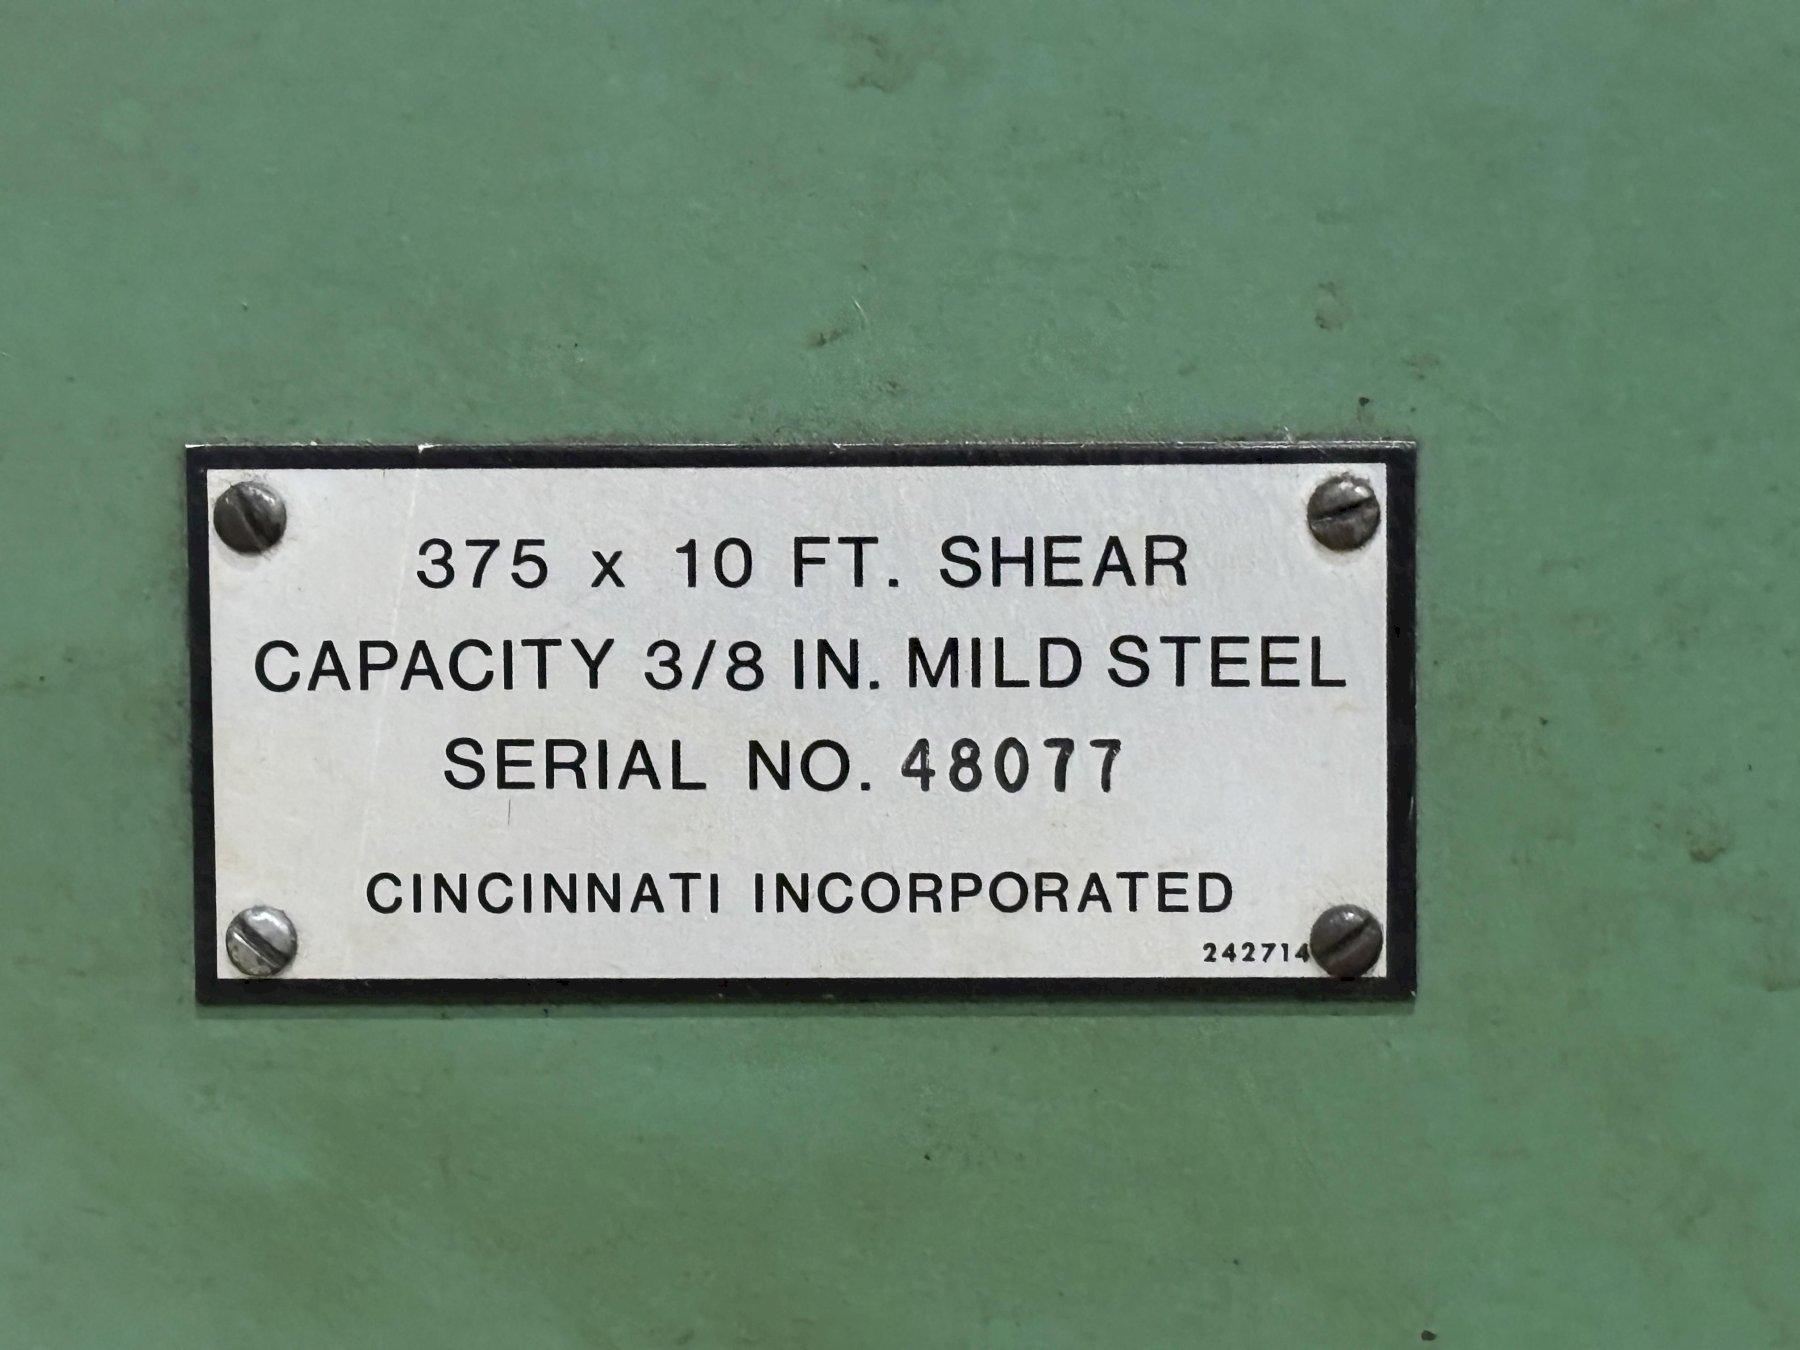 375 x 10 FT. SHEAR
CAPACITY 3/8 IN. MILD STEEL
SERIAL NO. 48077
CINCINNATI INCORPORATED
242714